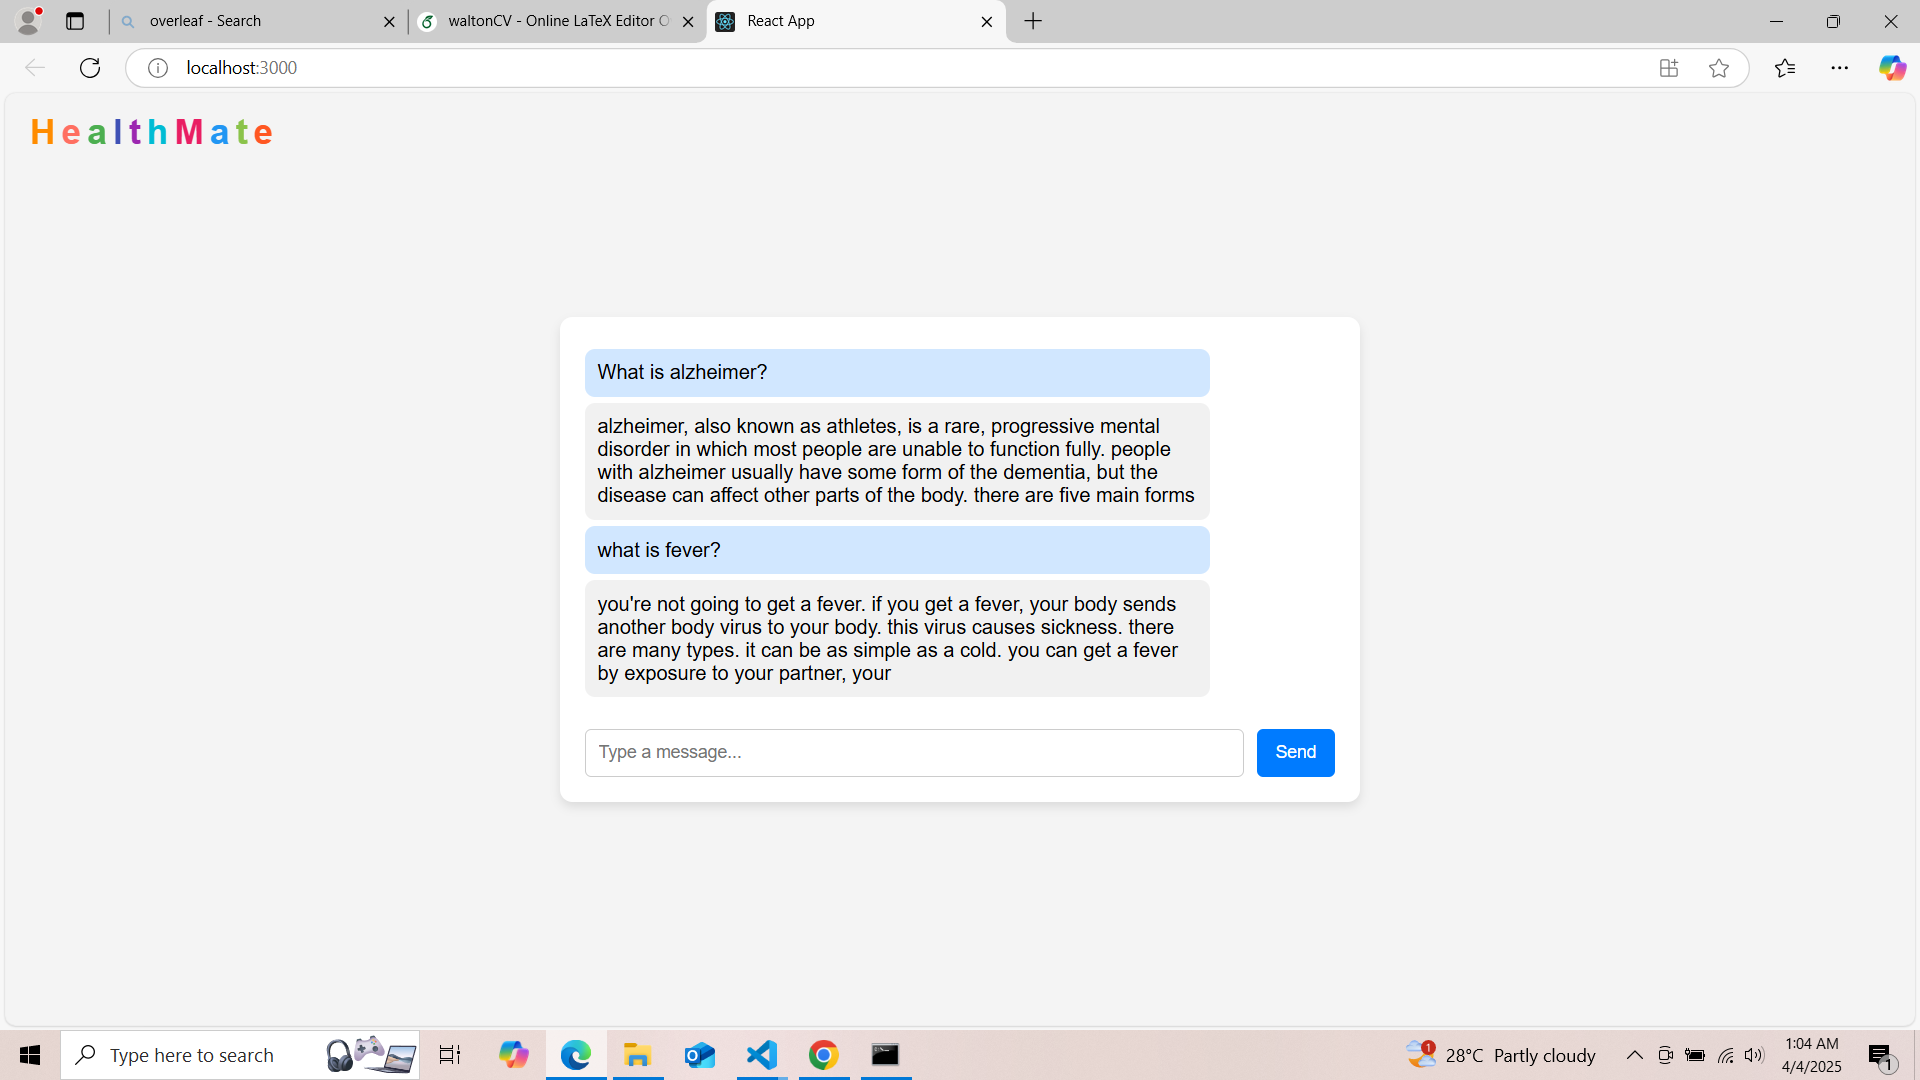 overleaf - Search
waltonCV - Online LaTeX Editor O
React App
localhost:3000
HealthMate
What is alzheimer?
alzheimer, also known as athletes, is a rare, progressive mental
disorder in which most people are unable to function fully. people
with alzheimer usually have some form of the dementia, but the
disease can affect other parts of the body. there are five main forms
what is fever?
you're not going to get a fever. if you get a fever, your body sends
another body virus to your body. this virus causes sickness. there
are many types. it can be as simple as a cold. you can get a fever
by exposure to your partner, your
Type a message...
Send
Type here to search
1
28°C Partly cloudy
1:04 AM
4/4/2025
1